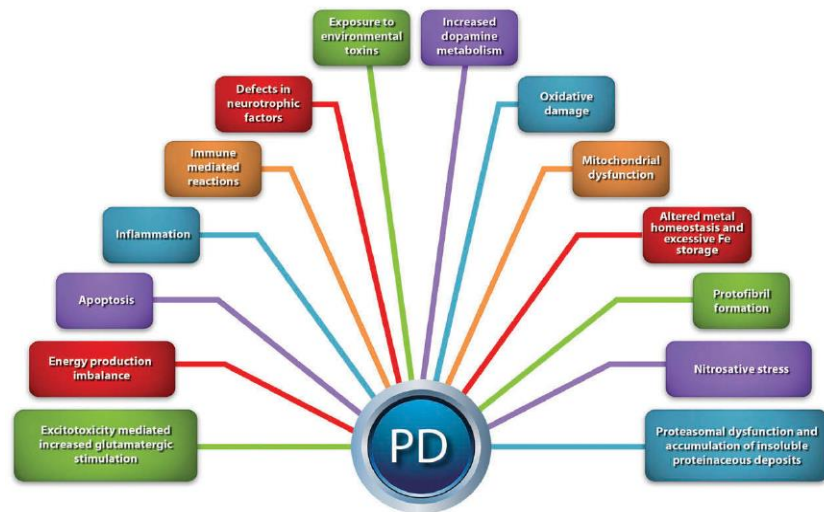 Exposure to
environmental
toxins
Increased
dopamine
metabolism
Defects in
neurotrophic
factors
Oxidative
damage
Immune
mediated
reactions
Mitochondrial
dysfunction
Inflammation
Altered metal
homeostasis and
excessive Fe
storage
Apoptosis
Protofibril
formation
Energy production
imbalance
Nitrosative stress
Excitotoxicity mediated
increased glutamatergic
stimulation
PD
Proteasomal dysfunction and
accumulation of insoluble
proteinaceous deposits